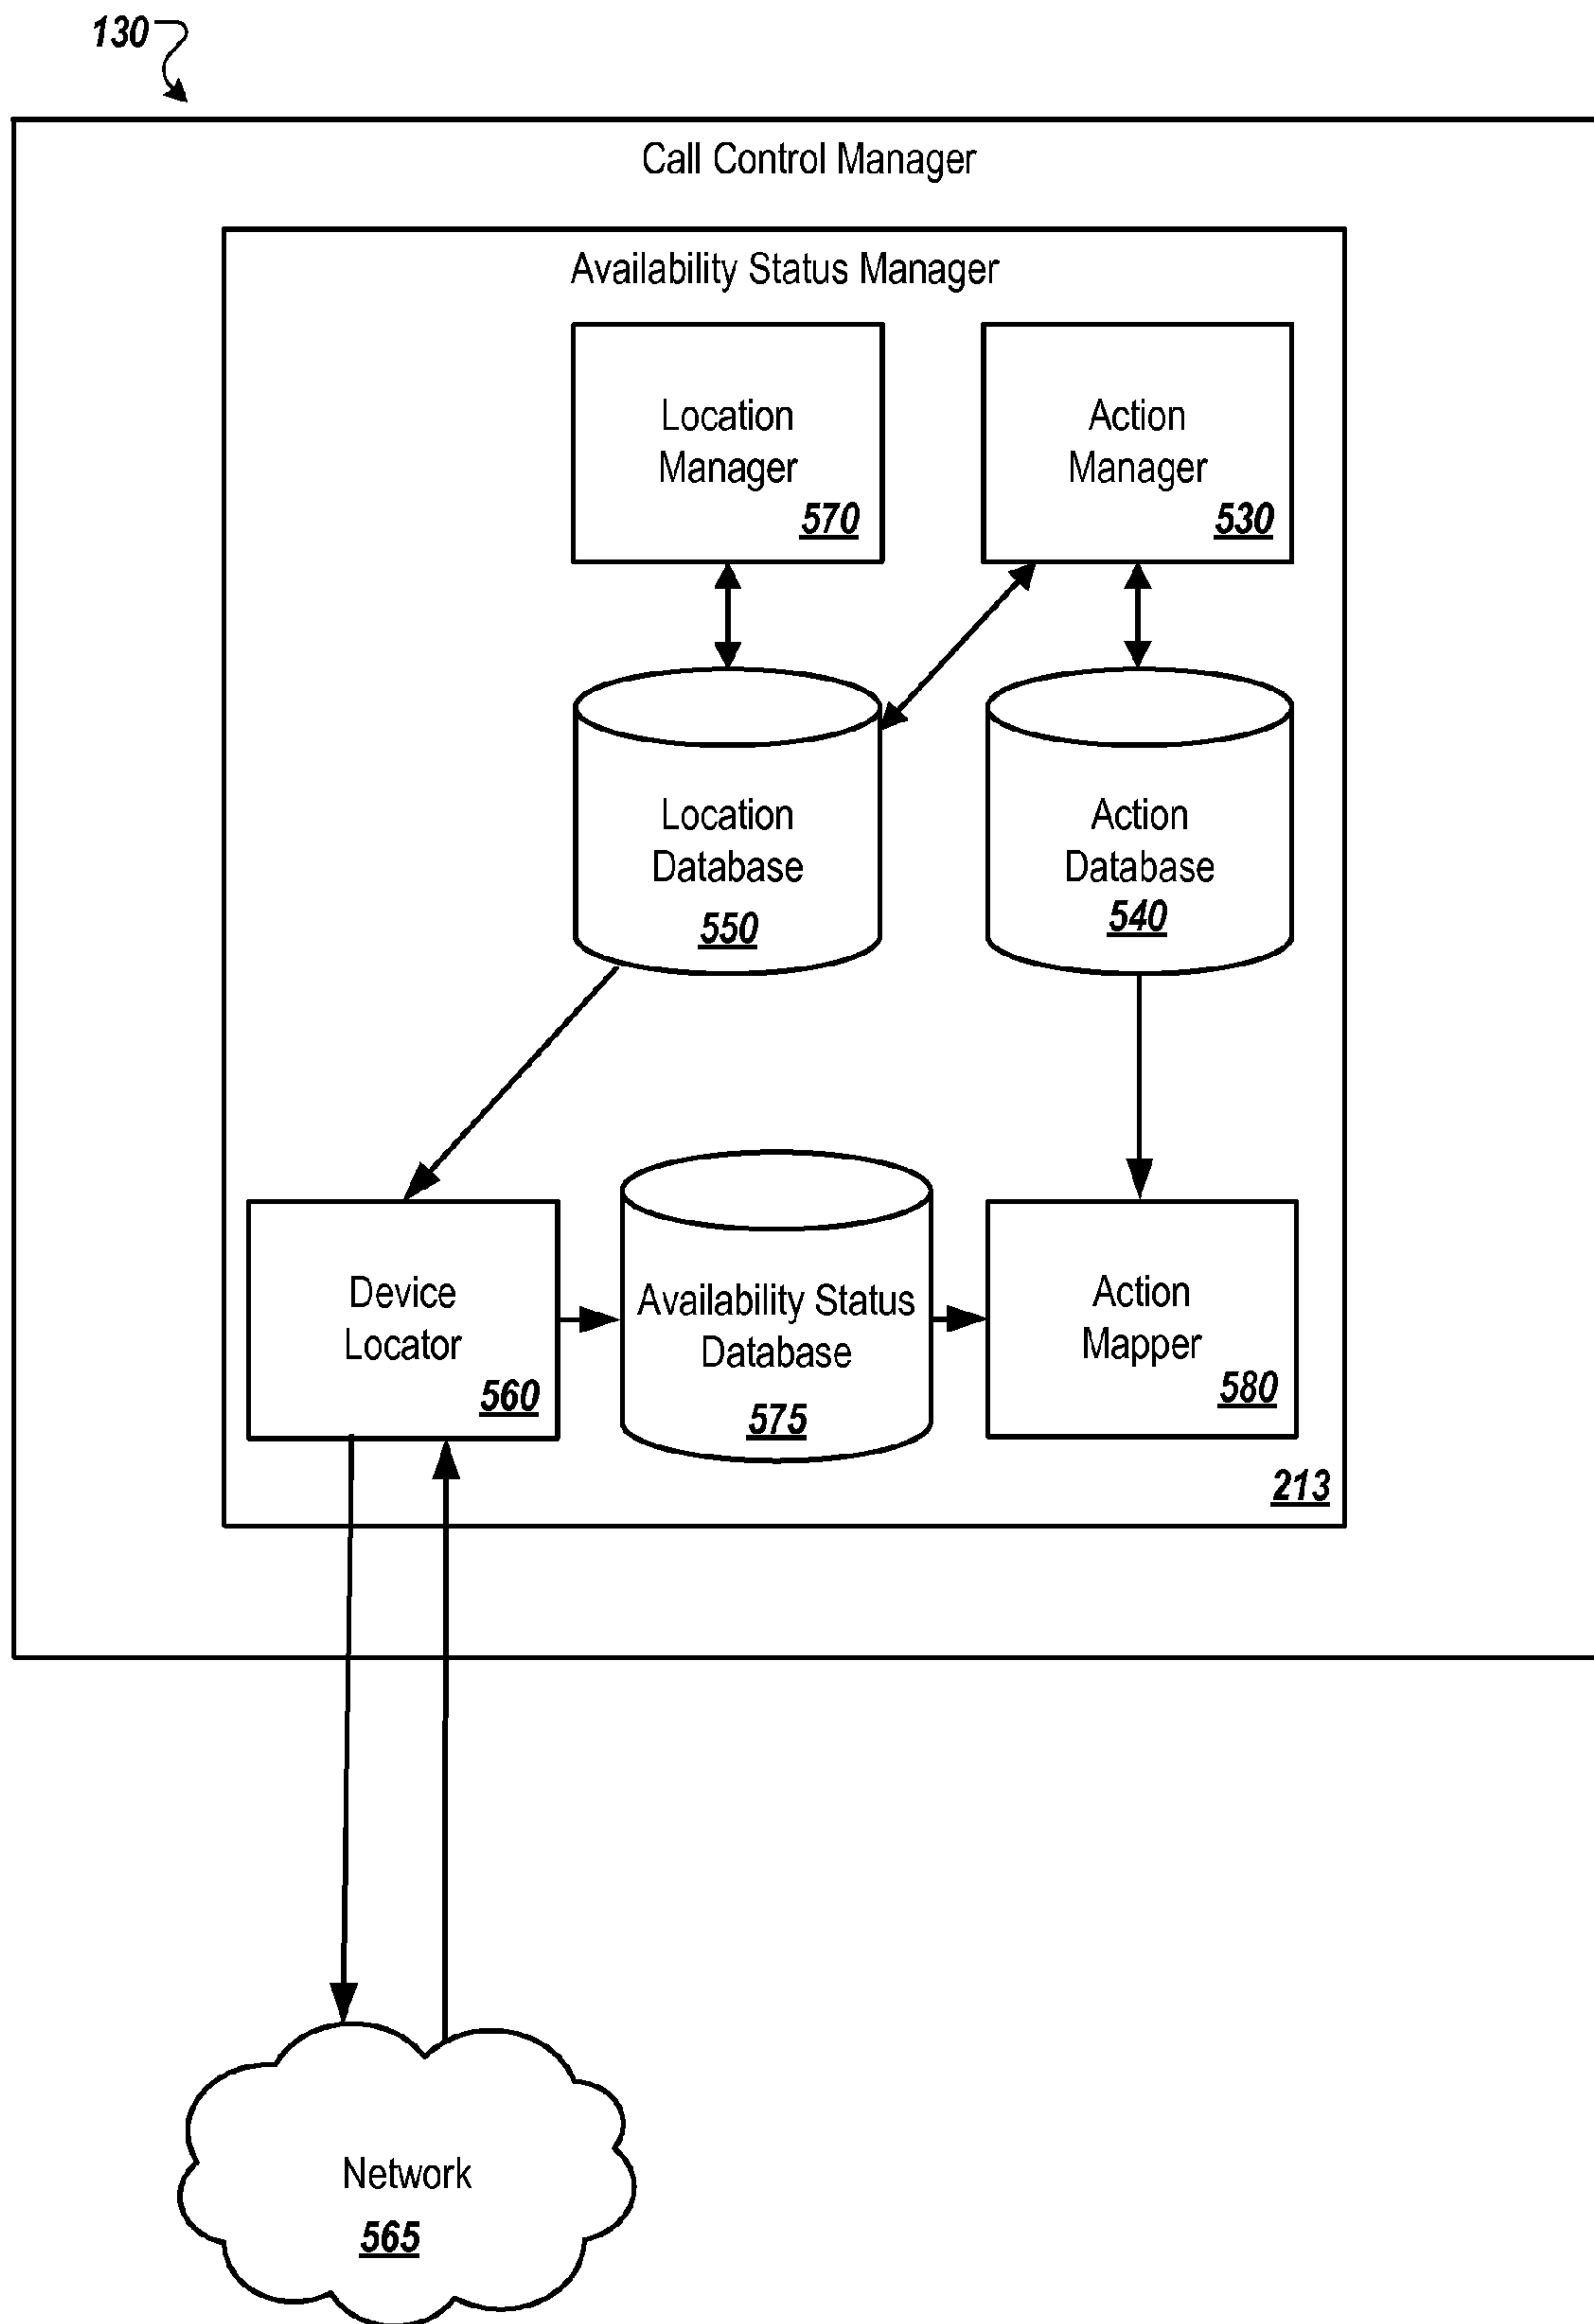 130
Call Control Manager
Availability Status Manager
Location
Manager
570
Action
Manager
530
Location
Database
550
Action
Database
540
Device
Locator
560
Availability Status
Database
575
Action
Mapper
580
213
Network
565